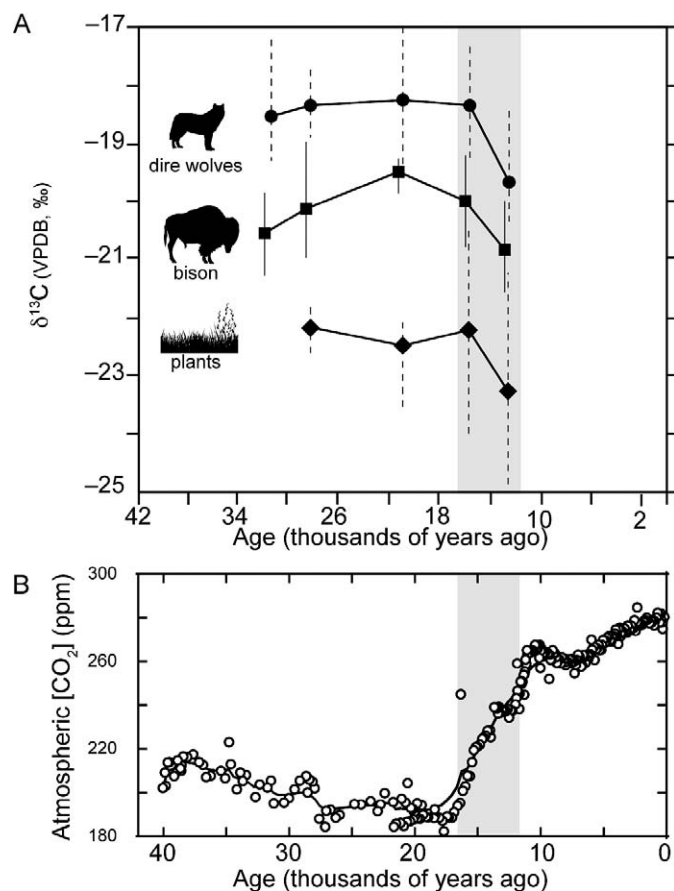 A
δ¹³C (VPDB, ‰)
–17
–19
–21
–23
–25
dire wolves
bison
plants
42 34 26 18 10 2
Age (thousands of years ago)
B
Atmospheric [CO₂] (ppm)
300
260
220
180
40 30 20 10 0
Age (thousands of years ago)